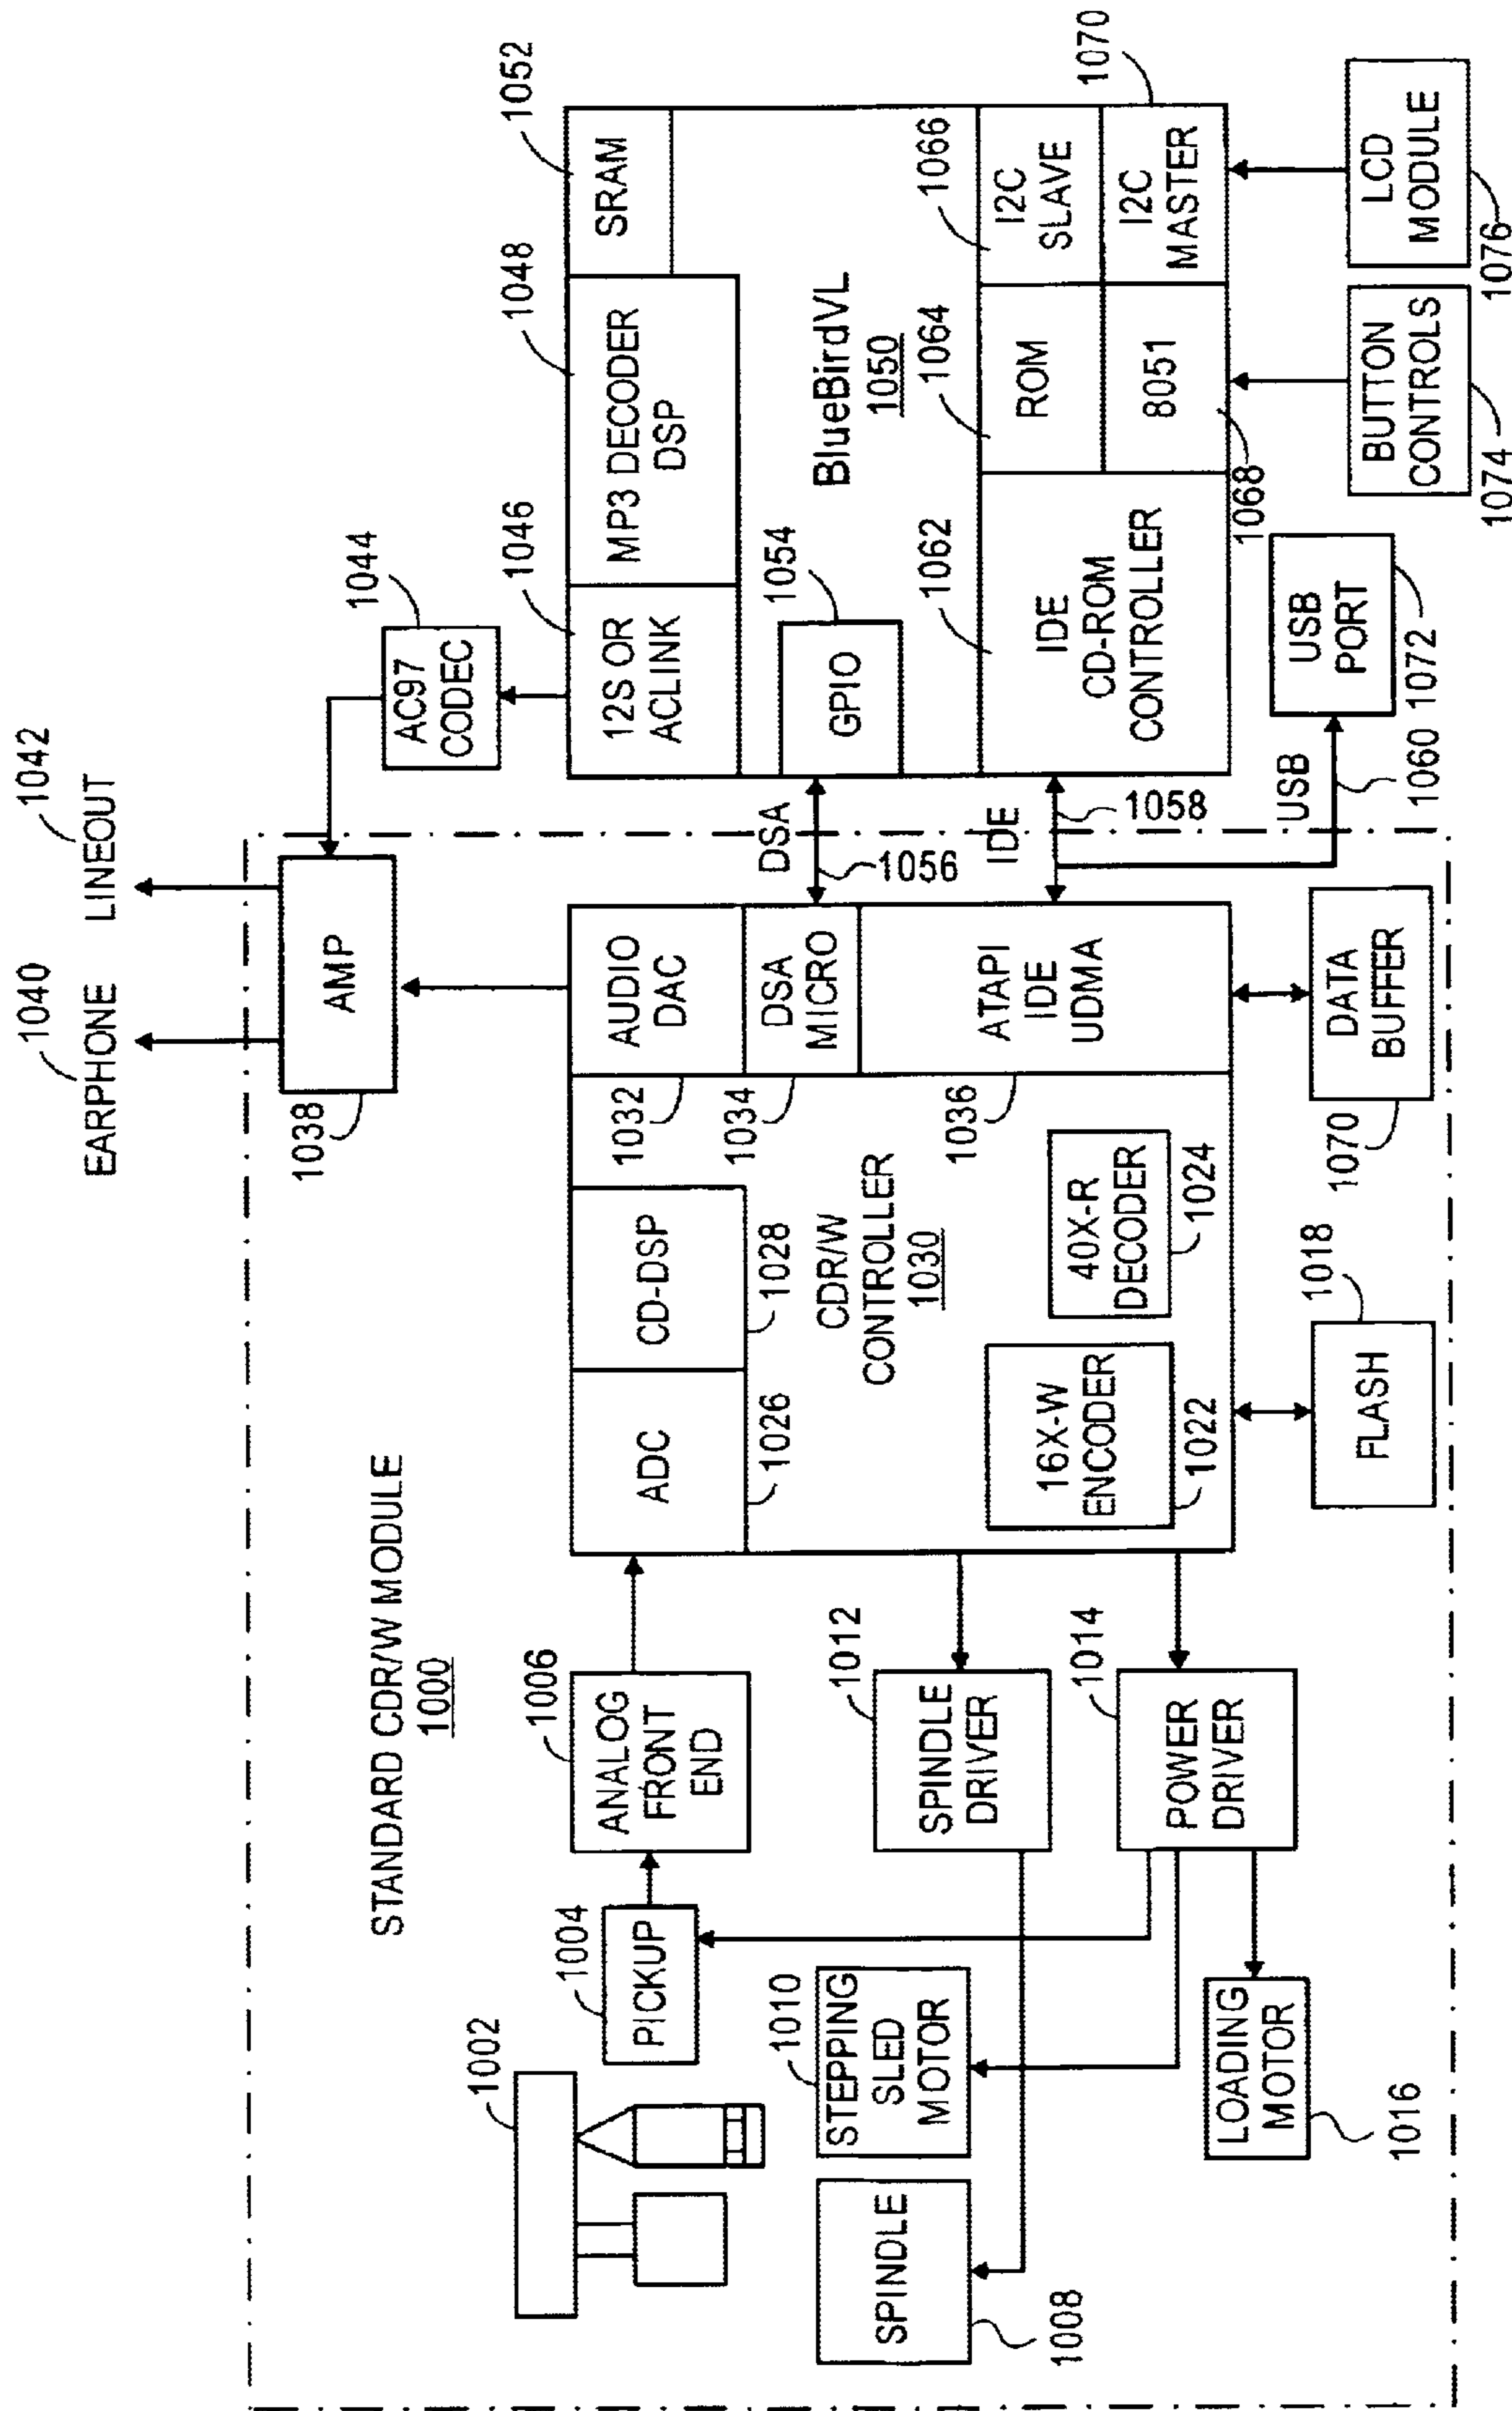 EARPHONE
1040
LINEOUT
1042
STANDARD CDR/W MODULE
1000
AMP
1038
AC97
CODEC
1044
1002
PICKUP
1004
ANALOG
FRONT
END
1006
ADC
1026
CD-DSP
1028
AUDIO
DAC
1032
DSA
MICRO
1034
ATAPI
IDE
UDMA
1036
CDR/W
CONTROLLER
1030
16X-W
ENCODER
1022
40X-R
DECODER
1024
SPINDLE
1008
STEPPING
SLED
MOTOR
1010
SPINDLE
DRIVER
1012
POWER
DRIVER
1014
LOADING
MOTOR
1016
FLASH
1018
DATA
BUFFER
1070
DSA
1056
IDE
1058
USB
1060
USB
PORT
1072
12S OR
ACLINK
1046
MP3 DECODER
DSP
1048
SRAM
1052
BlueBirdVL
1050
GPIO
1054
IDE
CD-ROM
CONTROLLER
1062
ROM
1064
I2C
SLAVE
1066
8051
1068
I2C
MASTER
1070
BUTTON
CONTROLS
1074
LCD
MODULE
1076